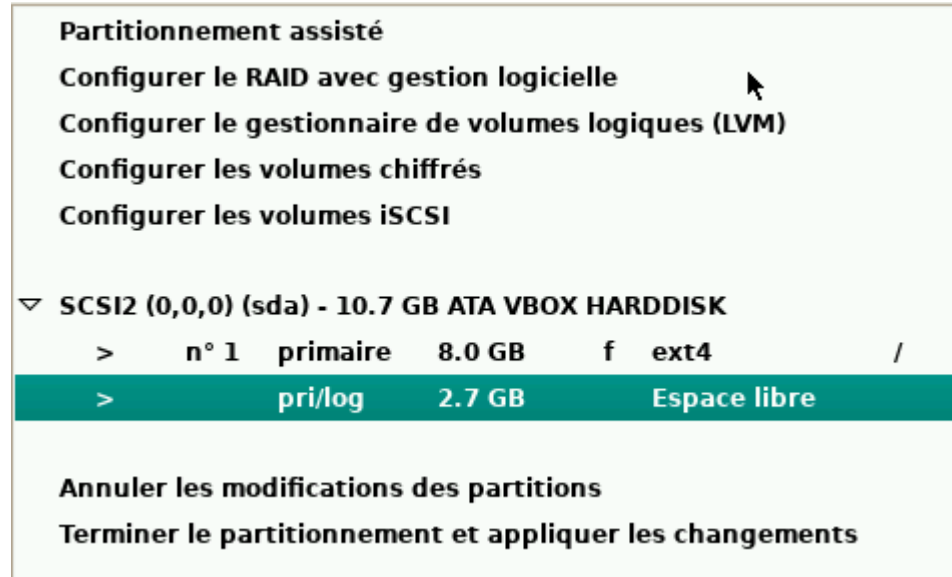 Partitionnement assisté
Configurer le RAID avec gestion logicielle
Configurer le gestionnaire de volumes logiques (LVM)
Configurer les volumes chiffrés
Configurer les volumes iSCSI
SCSI2 (0,0,0) (sda) - 10.7 GB ATA VBOX HARDDISK
> n° 1 primaire 8.0 GB f ext4 /
> pri/log 2.7 GB Espace libre
Annuler les modifications des partitions
Terminer le partitionnement et appliquer les changements